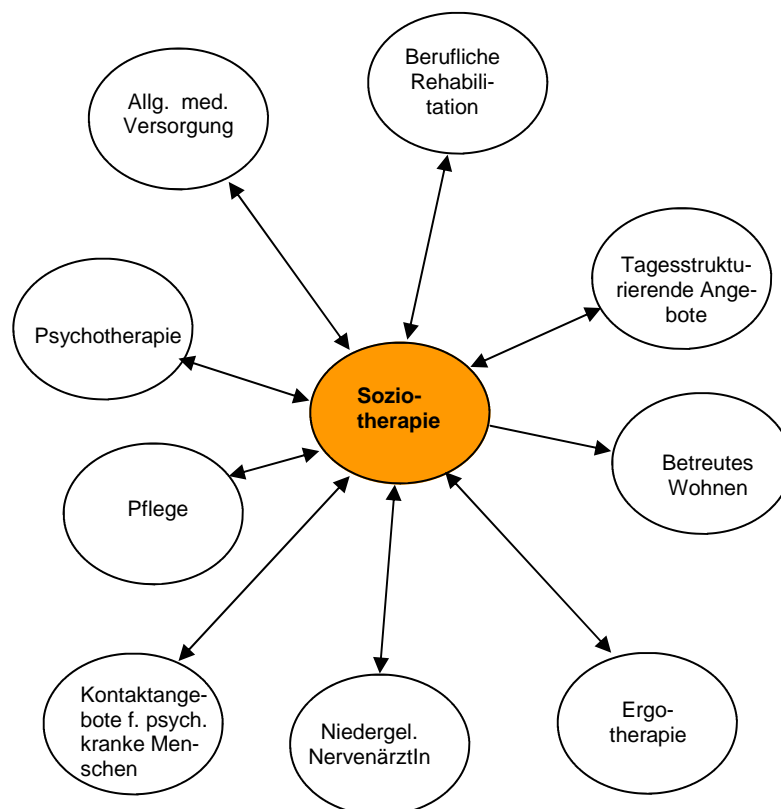 Berufliche
Rehabili-
tation
Allg. med.
Versorgung
Tagesstruktu-
rierende Ange-
bote
Psychotherapie
Sozio-
therapie
Betreutes
Wohnen
Pflege
Kontaktange-
bote f. psych.
kranke Men-
schen
Niedergel.
NervenärztIn
Ergo-
therapie